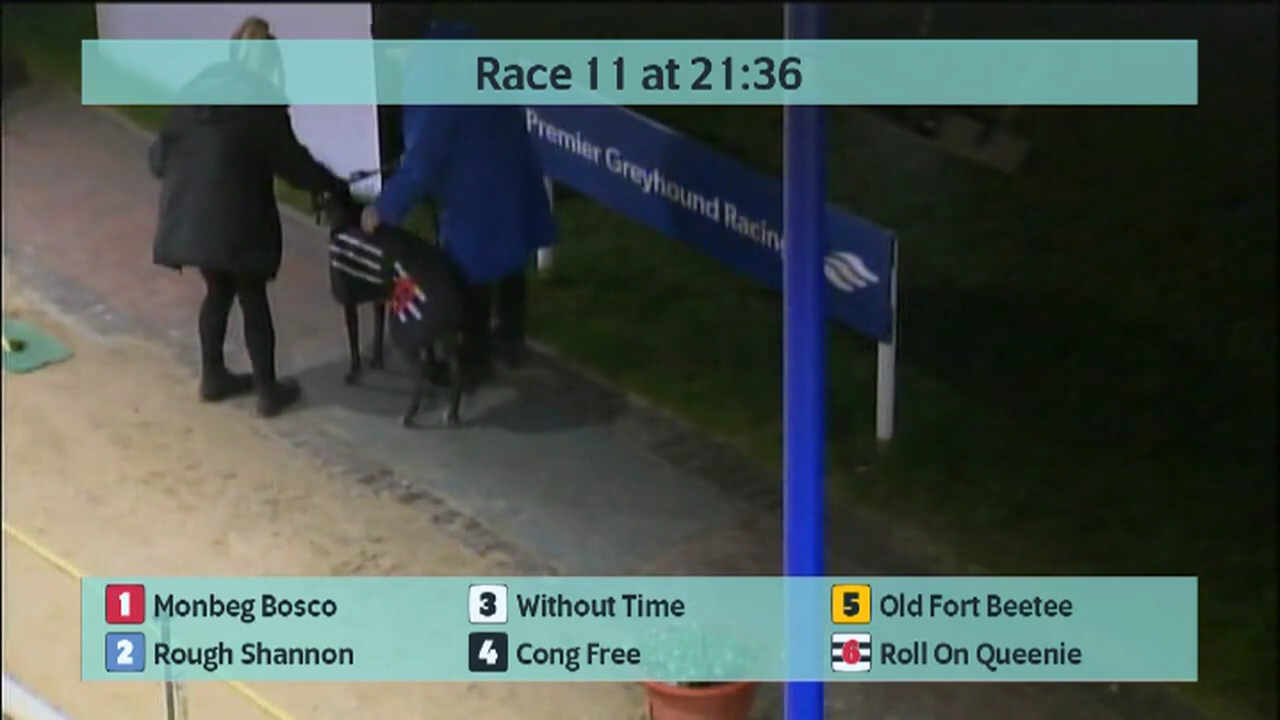 Race 11 at 21:36
Premier Greyhound Racing
1 Monbeg Bosco
2 Rough Shannon
3 Without Time
4 Cong Free
5 Old Fort Beetee
6 Roll On Queenie